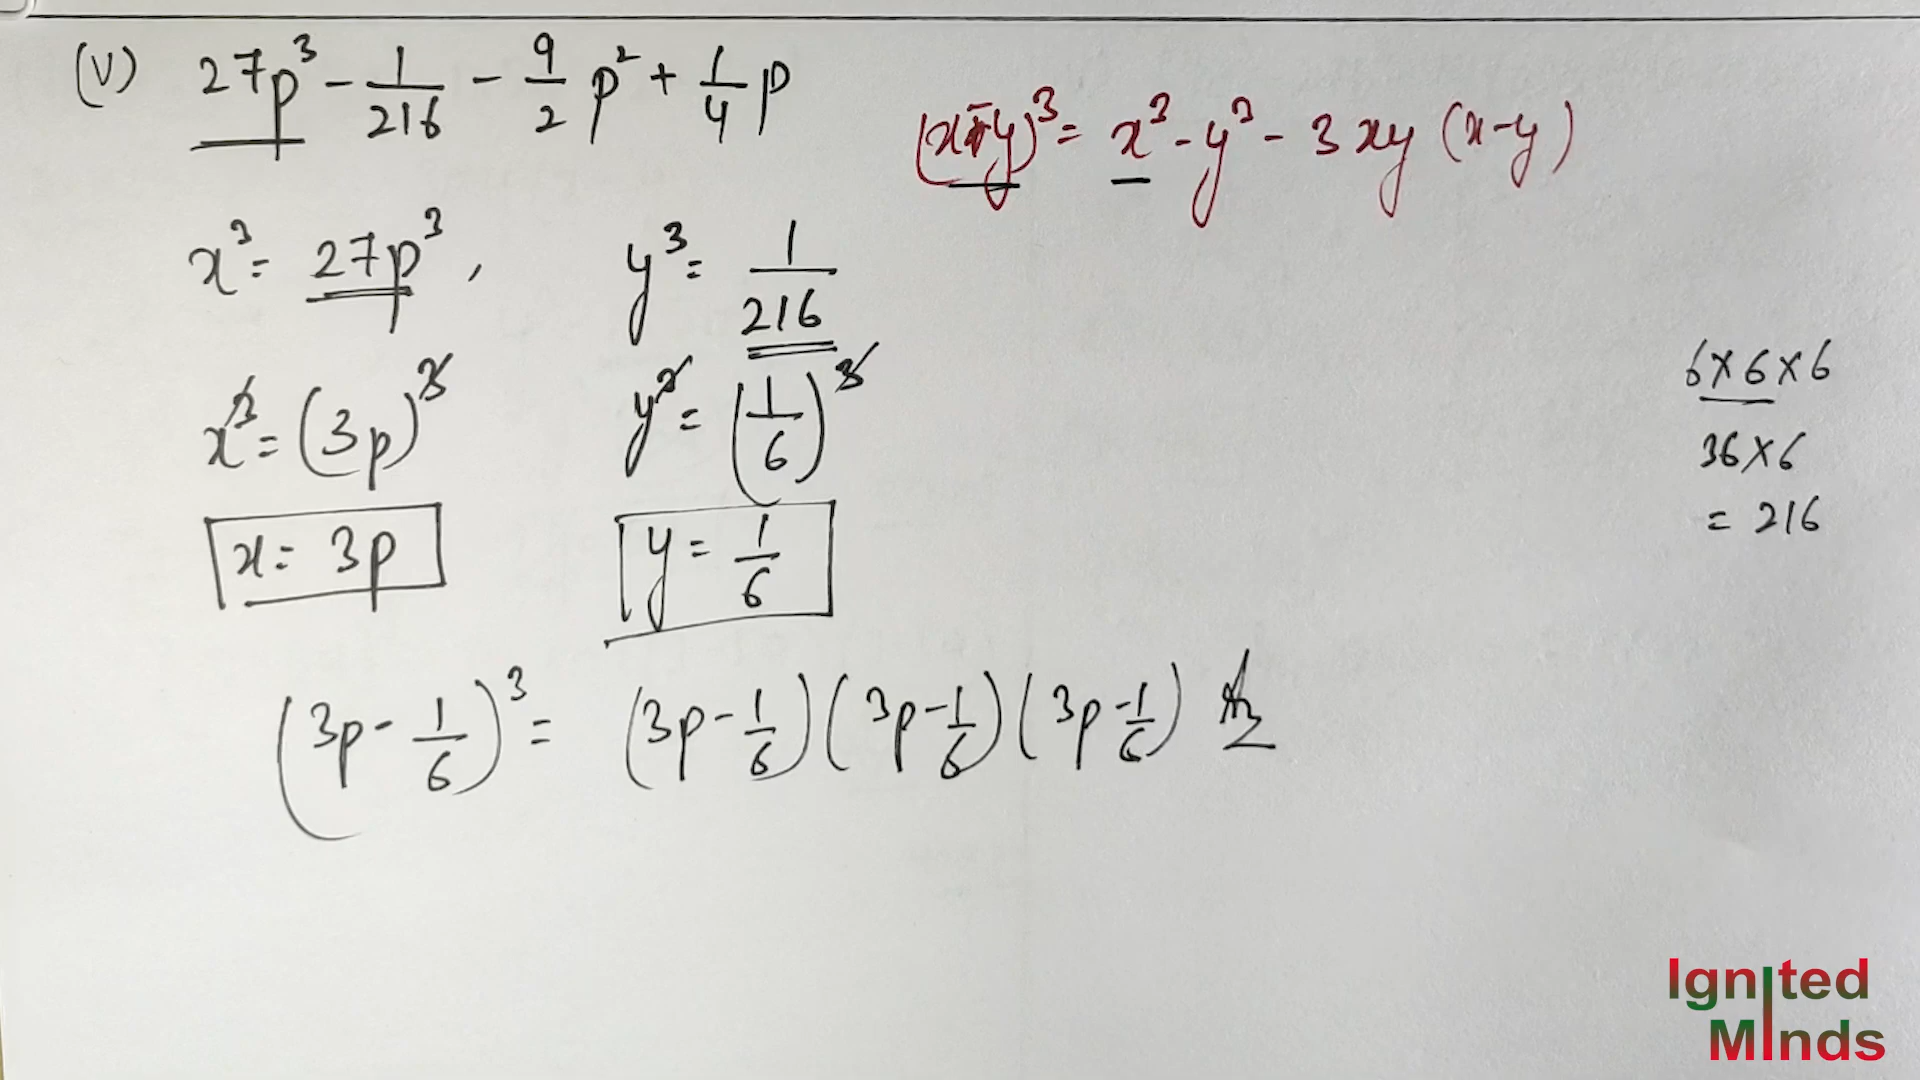 (V) 27p³ - 1/216 - 9/2 p² + 1/4 p
(x-y)³ = x³ - y³ - 3xy (x-y)
x³ = 27p³ , y³ = 1/216
x³ = (3p)³ y³ = (1/6)³
x = 3p y = 1/6
6×6×6
36×6
= 216
(3p - 1/6)³ = (3p - 1/6) (3p - 1/6) (3p - 1/6)
Ignited
Minds